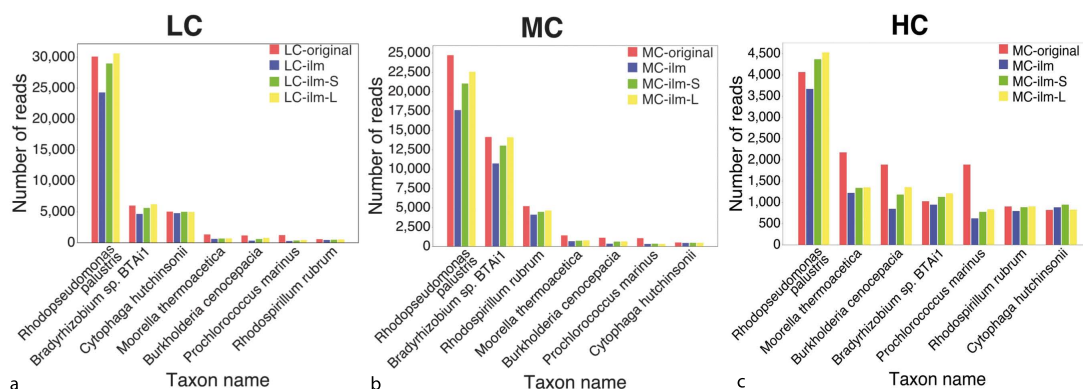 LC
Number of reads
30,000
25,000
20,000
15,000
10,000
5,000
0
LC-original
LC-ilm
LC-ilm-S
LC-ilm-L
Rhodopseudomonas
palustris
Bradyrhizobium sp. BTAi1
Cytophaga hutchinsonii
Moorella thermoacetica
Burkholderia cenocepacia
Prochlorococcus marinus
Rhodospirillum rubrum
Taxon name
a
MC
Number of reads
25,000
22,500
20,000
17,500
15,000
12,500
10,000
7,500
5,000
2,500
0
MC-original
MC-ilm
MC-ilm-S
MC-ilm-L
Rhodopseudomonas
palustris
Bradyrhizobium sp. BTAi1
Rhodospirillum rubrum
Moorella thermoacetica
Burkholderia cenocepacia
Prochlorococcus marinus
Cytophaga hutchinsonii
Taxon name
b
HC
Number of reads
4,500
4,000
3,500
3,000
2,500
2,000
1,500
1,000
500
0
MC-original
MC-ilm
MC-ilm-S
MC-ilm-L
Rhodopseudomonas
palustris
Moorella thermoacetica
Burkholderia cenocepacia
Bradyrhizobium sp. BTAi1
Prochlorococcus marinus
Rhodospirillum rubrum
Cytophaga hutchinsonii
Taxon name
c